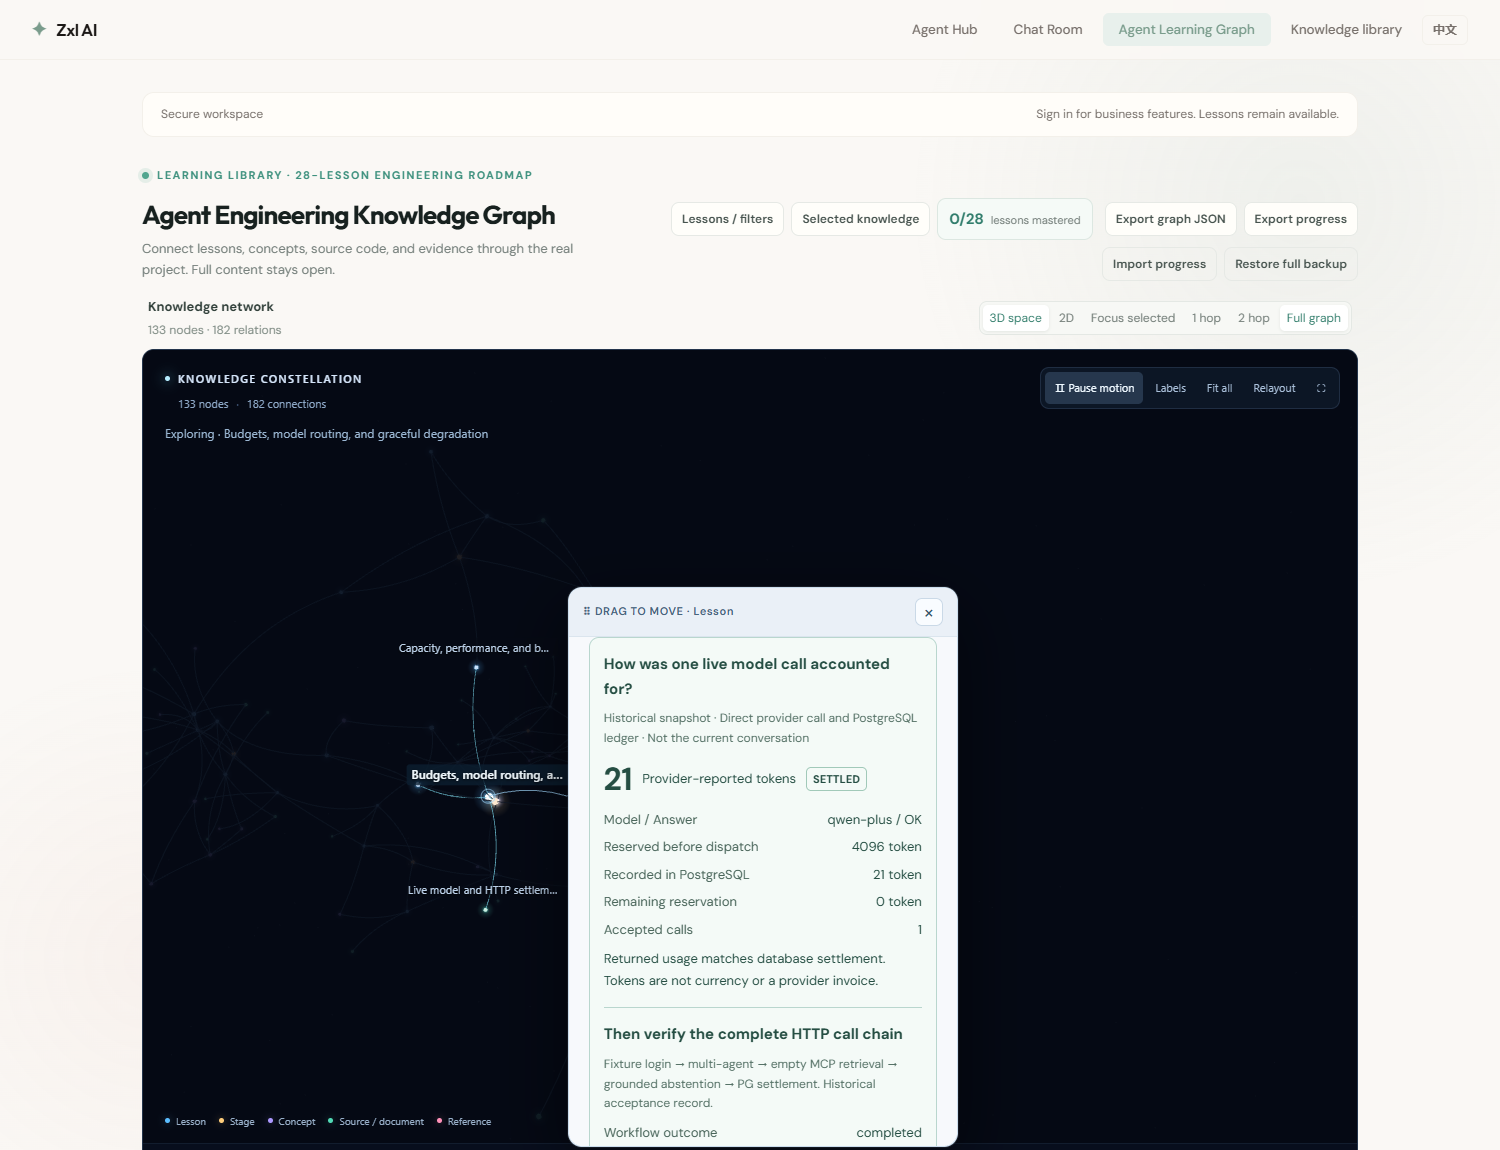 Zxl AI
Agent Hub
Chat Room
Agent Learning Graph
Knowledge library
中文
Secure workspace
Sign in for business features. Lessons remain available.
LEARNING LIBRARY · 28-LESSON ENGINEERING ROADMAP
Agent Engineering Knowledge Graph
Connect lessons, concepts, source code, and evidence through the real
project. Full content stays open.
Lessons / filters
Selected knowledge
0/28 lessons mastered
Export graph JSON
Export progress
Import progress
Restore full backup
Knowledge network
133 nodes · 182 relations
3D space
2D
Focus selected
1 hop
2 hop
Full graph
KNOWLEDGE CONSTELLATION
133 nodes · 182 connections
Exploring · Budgets, model routing, and graceful degradation
Pause motion
Labels
Fit all
Relayout
Capacity, performance, and b...
Budgets, model routing, a...
Live model and HTTP settlem...
Lesson
Stage
Concept
Source / document
Reference
DRAG TO MOVE · Lesson
×
How was one live model call accounted
for?
Historical snapshot · Direct provider call and PostgreSQL
ledger · Not the current conversation
21 Provider-reported tokens SETTLED
Model / Answer qwen-plus / OK
Reserved before dispatch 4096 token
Recorded in PostgreSQL 21 token
Remaining reservation 0 token
Accepted calls 1
Returned usage matches database settlement.
Tokens are not currency or a provider invoice.
Then verify the complete HTTP call chain
Fixture login → multi-agent → empty MCP retrieval →
grounded abstention → PG settlement. Historical
acceptance record.
Workflow outcome completed